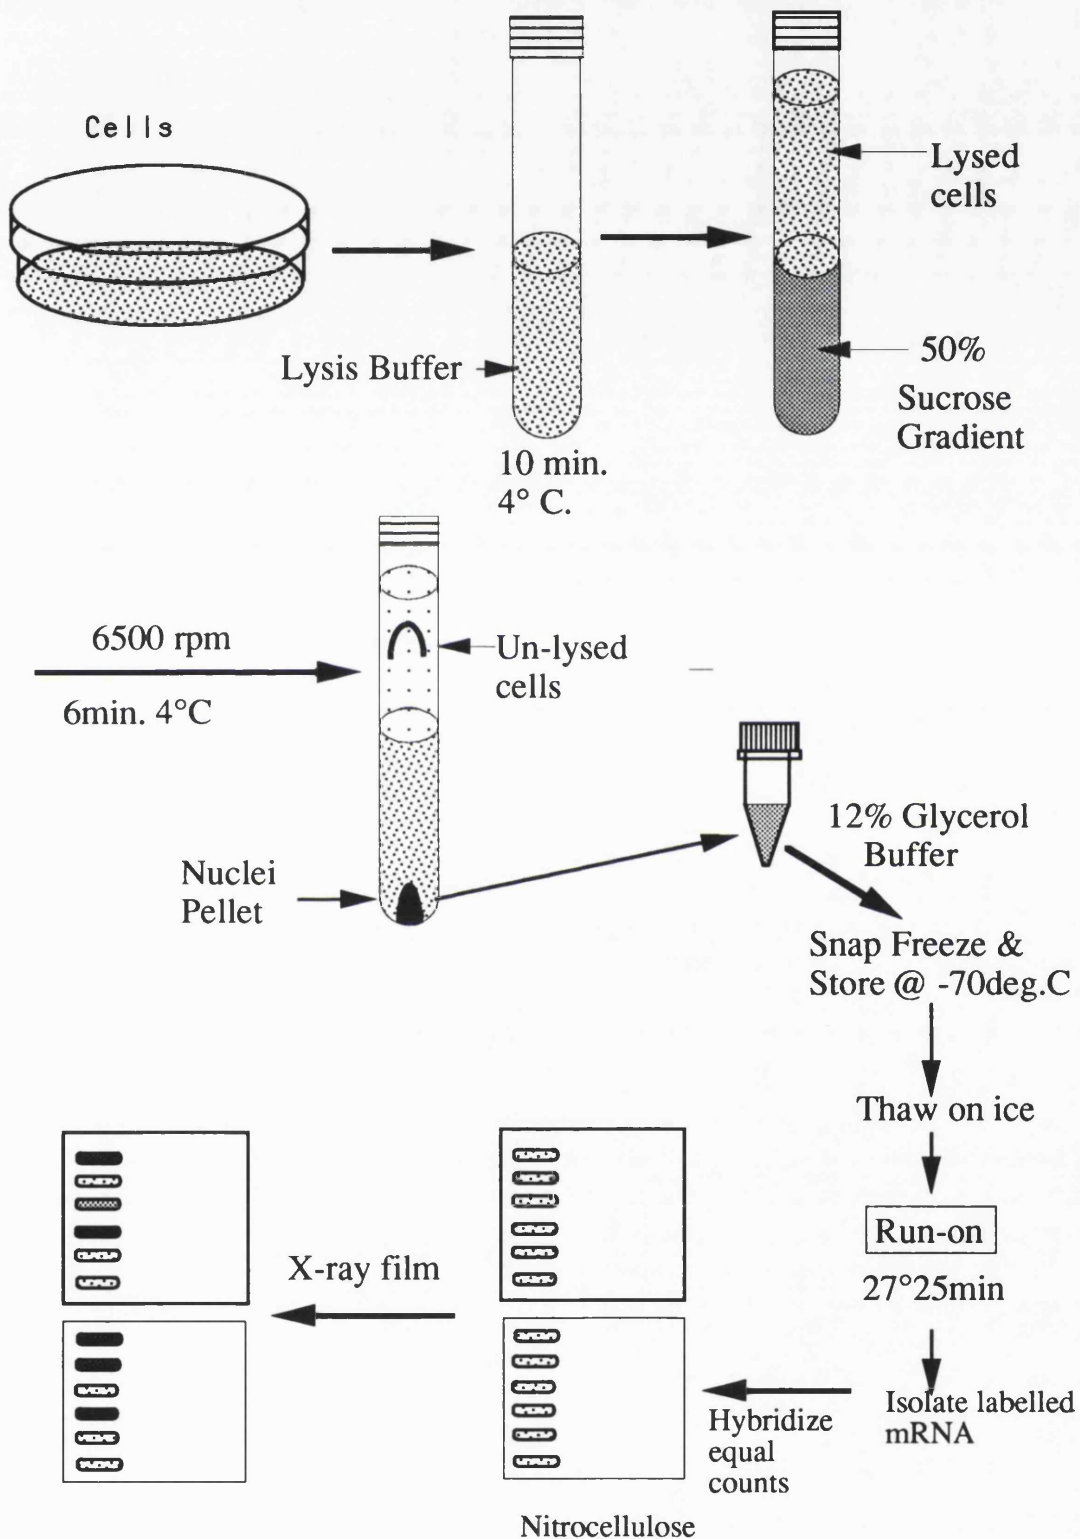 Cells
Lysis Buffer
10 min.
4° C.
Lysed
cells
50%
Sucrose
Gradient
6500 rpm
6min. 4°C
Un-lysed
cells
Nuclei
Pellet
12% Glycerol
Buffer
Snap Freeze &
Store @ -70deg.C
Thaw on ice
Run-on
27°25min
Isolate labelled
mRNA
Hybridize
equal
counts
Nitrocellulose
X-ray film